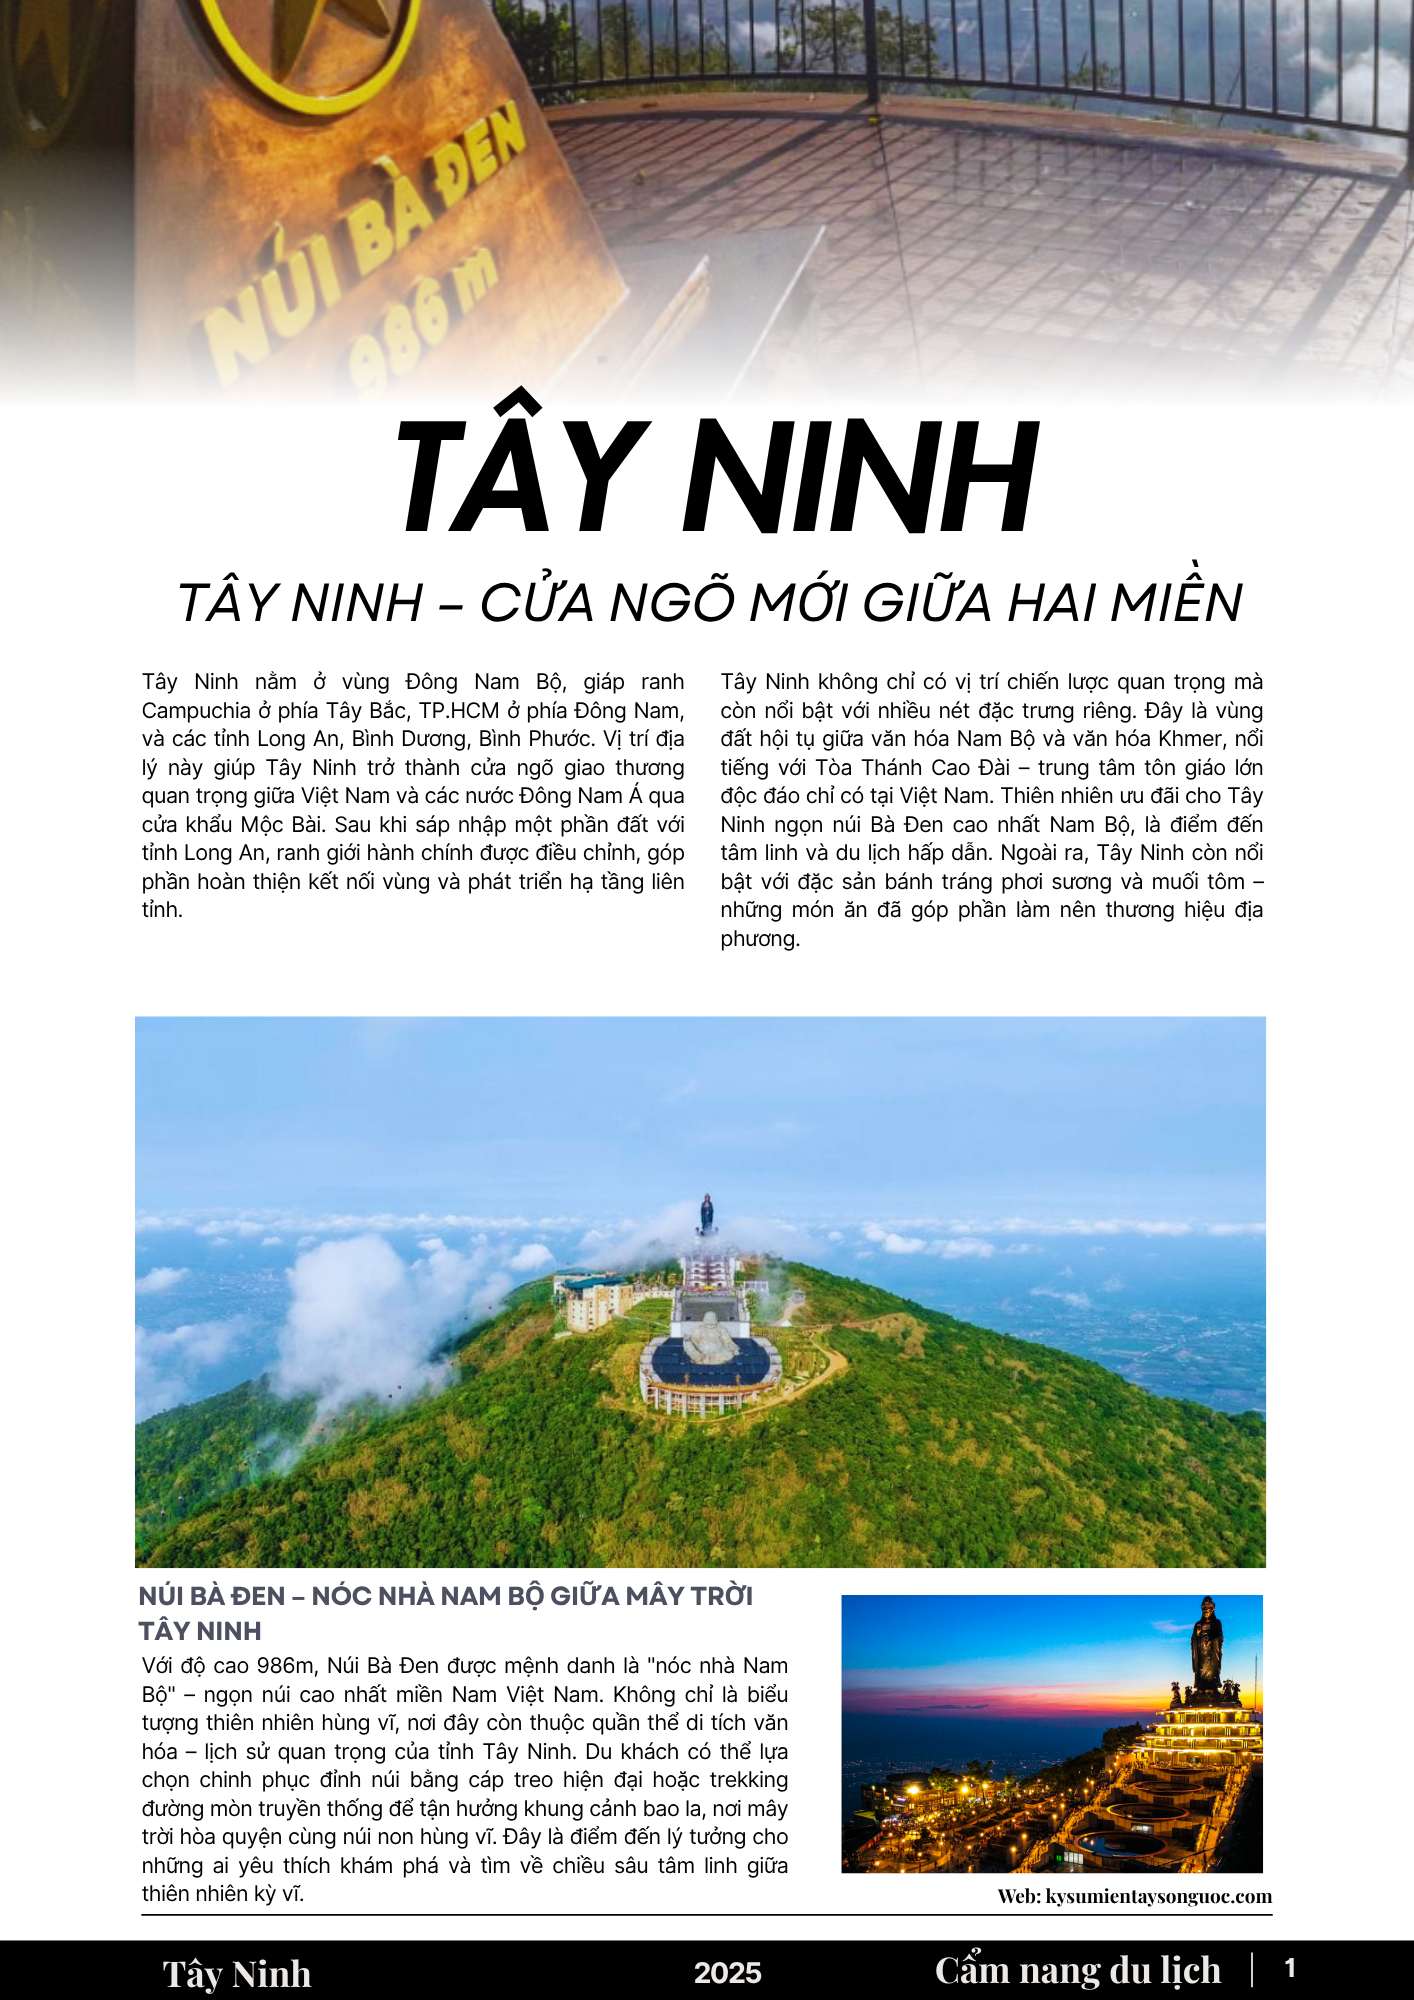 NÚI BÀ ĐEN
986 m
TÂY NINH
TÂY NINH – CỬA NGÕ MỚI GIỮA HAI MIỀN
Tây Ninh nằm ở vùng Đông Nam Bộ, giáp ranh
Campuchia ở phía Tây Bắc, TP.HCM ở phía Đông Nam,
và các tỉnh Long An, Bình Dương, Bình Phước. Vị trí địa
lý này giúp Tây Ninh trở thành cửa ngõ giao thương
quan trọng giữa Việt Nam và các nước Đông Nam Á qua
cửa khẩu Mộc Bài. Sau khi sáp nhập một phần đất với
tỉnh Long An, ranh giới hành chính được điều chỉnh, góp
phần hoàn thiện kết nối vùng và phát triển hạ tầng liên
tỉnh.
Tây Ninh không chỉ có vị trí chiến lược quan trọng mà
còn nổi bật với nhiều nét đặc trưng riêng. Đây là vùng
đất hội tụ giữa văn hóa Nam Bộ và văn hóa Khmer, nổi
tiếng với Tòa Thánh Cao Đài – trung tâm tôn giáo lớn
độc đáo chỉ có tại Việt Nam. Thiên nhiên ưu đãi cho Tây
Ninh ngọn núi Bà Đen cao nhất Nam Bộ, là điểm đến
tâm linh và du lịch hấp dẫn. Ngoài ra, Tây Ninh còn nổi
bật với đặc sản bánh tráng phơi sương và muối tôm –
những món ăn đã góp phần làm nên thương hiệu địa
phương.
NÚI BÀ ĐEN – NÓC NHÀ NAM BỘ GIỮA MÂY TRỜI
TÂY NINH
Với độ cao 986m, Núi Bà Đen được mệnh danh là "nóc nhà Nam
Bộ" – ngọn núi cao nhất miền Nam Việt Nam. Không chỉ là biểu
tượng thiên nhiên hùng vĩ, nơi đây còn thuộc quần thể di tích văn
hóa – lịch sử quan trọng của tỉnh Tây Ninh. Du khách có thể lựa
chọn chinh phục đỉnh núi bằng cáp treo hiện đại hoặc trekking
đường mòn truyền thống để tận hưởng khung cảnh bao la, nơi mây
trời hòa quyện cùng núi non hùng vĩ. Đây là điểm đến lý tưởng cho
những ai yêu thích khám phá và tìm về chiều sâu tâm linh giữa
thiên nhiên kỳ vĩ.
Web: kysumientaysonguoc.com
Tây Ninh
2025
Cẩm nang du lịch
1